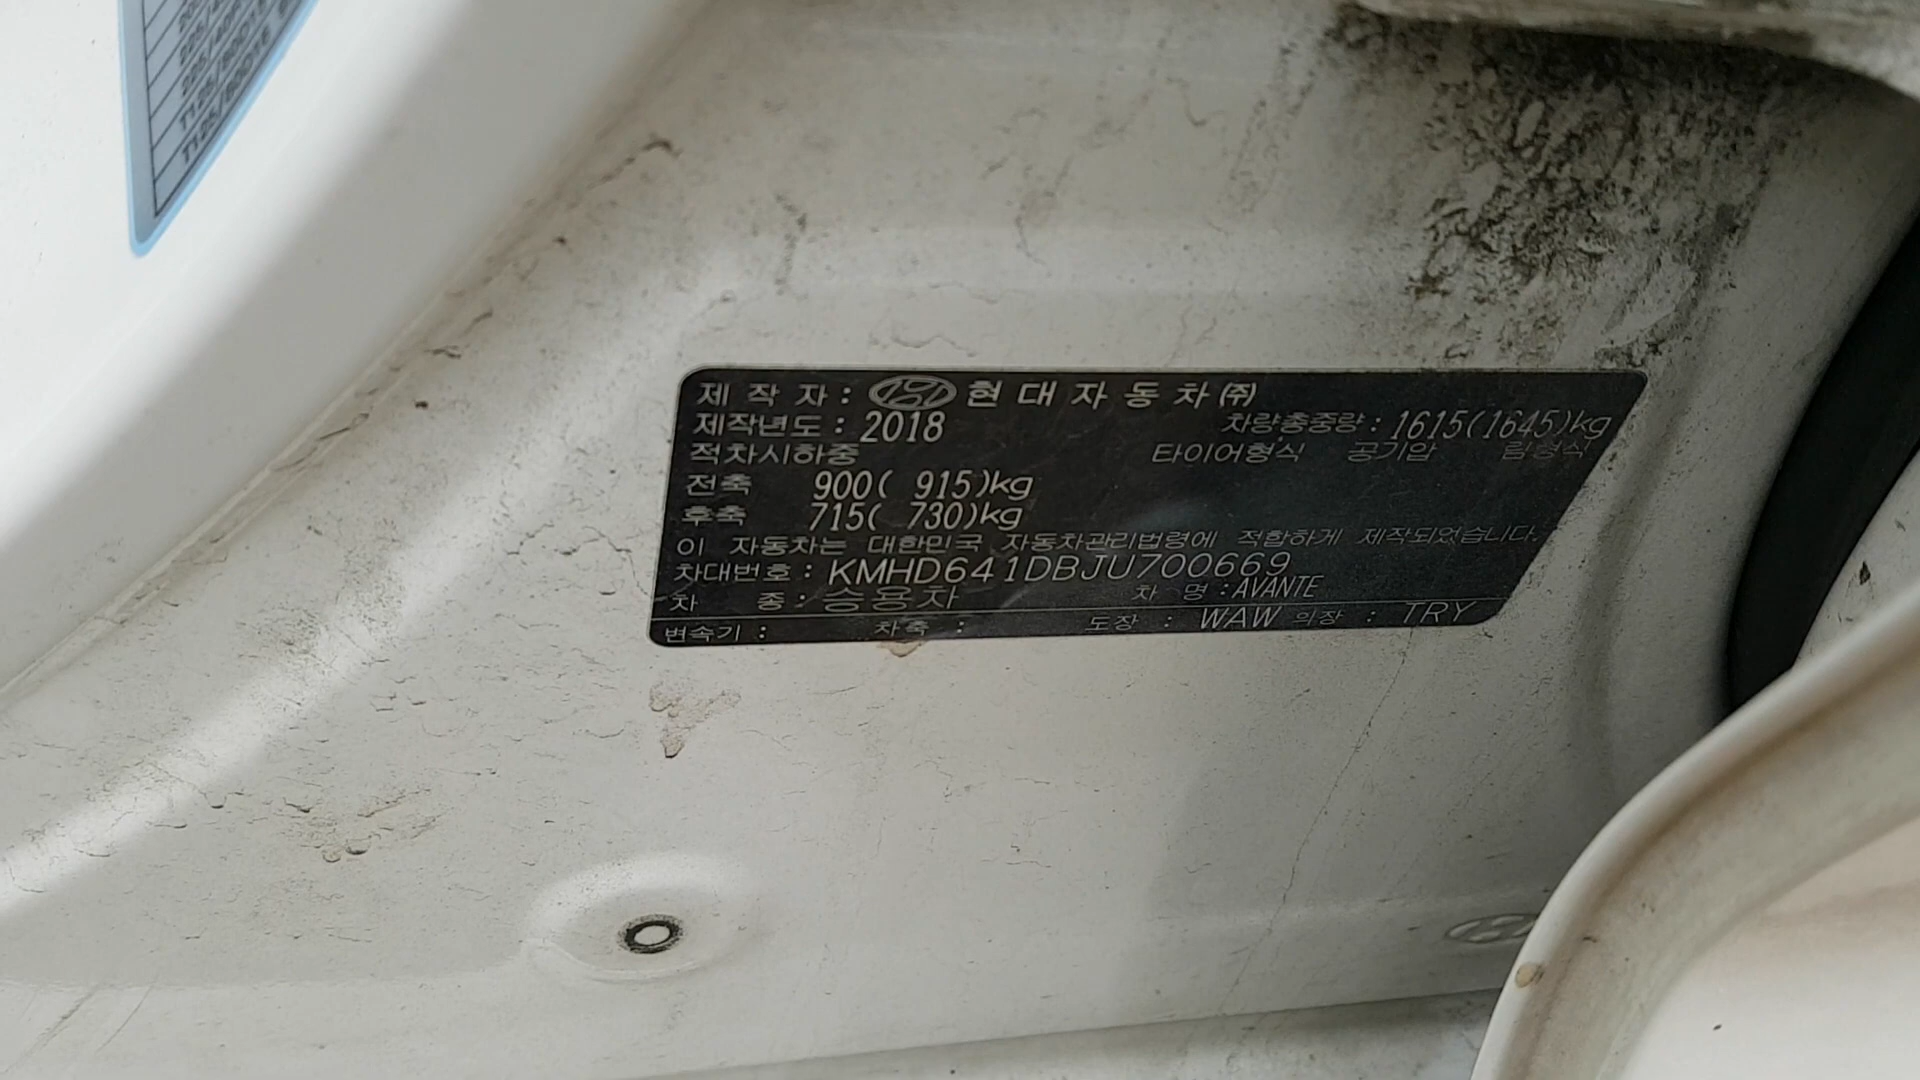 제 작 자 : 현 대 자 동 차 ㈜
제작년도 : 2018 차량총중량 : 1615(1645)kg
적차시하중 타이어형식 공기압 림형식
전축 900( 915)kg
후축 715( 730)kg
이 자동차는 대한민국 자동차관리법령에 적합하게 제작되었습니다.
차대번호 : KMHD641DBJU700669
차 종 : 승용차 차 명 : AVANTE
변속기 : 차축 : 도장 : WAW 의장 : TRY